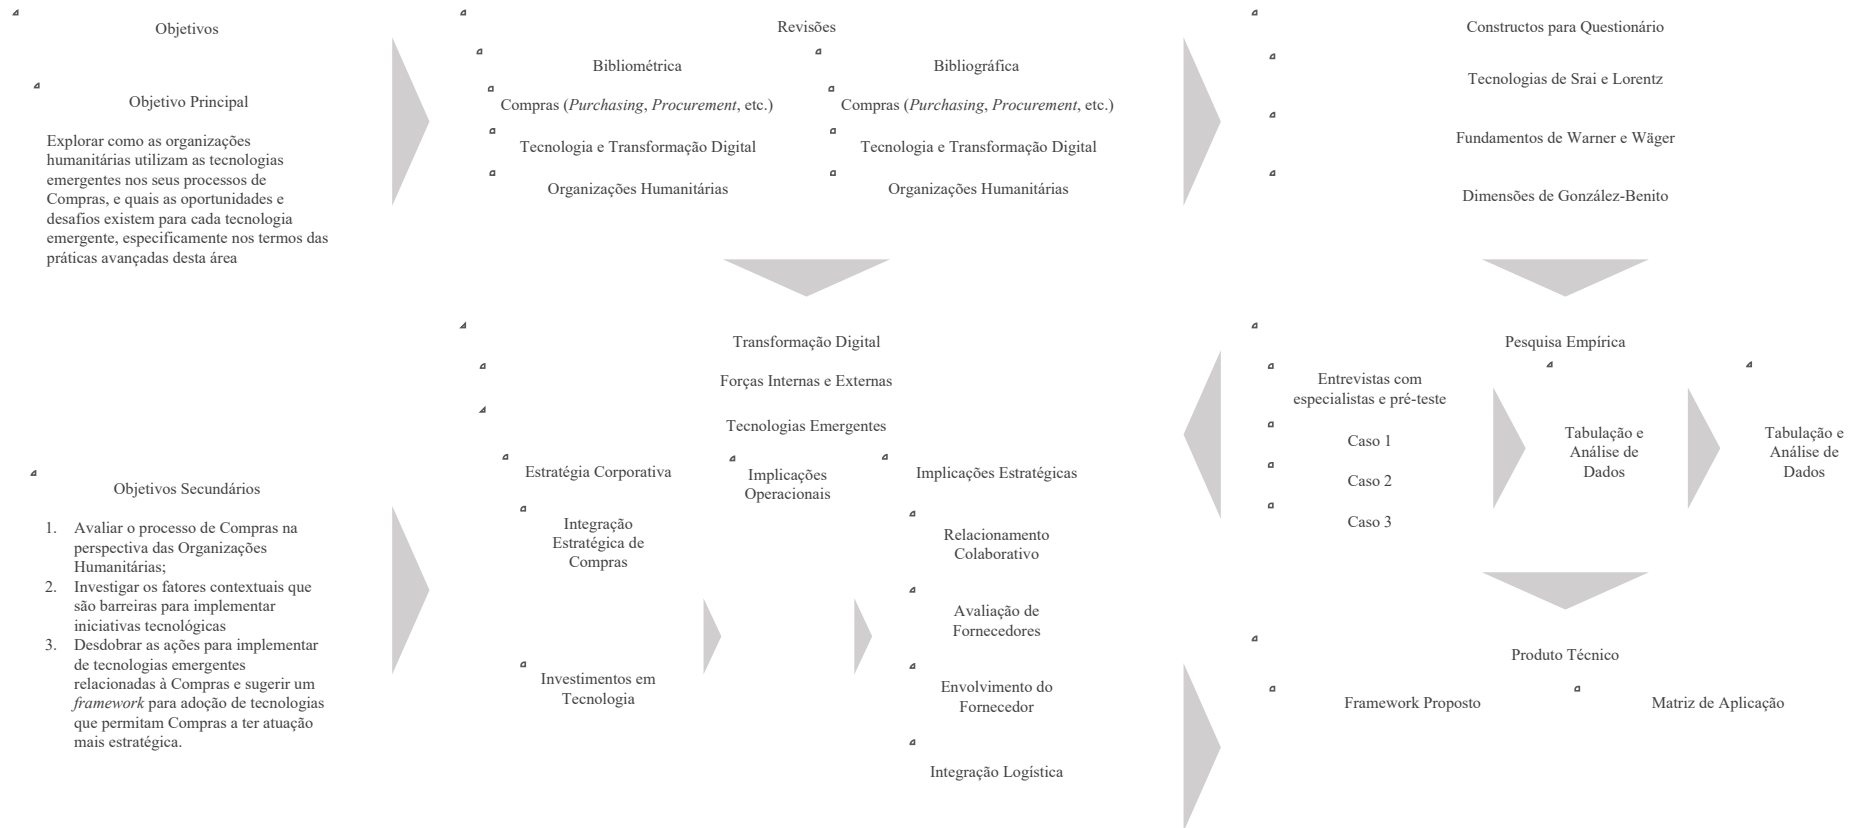 Objetivos
Objetivo Principal
Explorar como as organizações
humanitárias utilizam as tecnologias
emergentes nos seus processos de
Compras, e quais as oportunidades e
desafios existem para cada tecnologia
emergente, especificamente nos termos das
práticas avançadas desta área
Objetivos Secundários
1. Avaliar o processo de Compras na
perspectiva das Organizações
Humanitárias;
2. Investigar os fatores contextuais que
são barreiras para implementar
iniciativas tecnológicas
3. Desdobrar as ações para implementar
de tecnologias emergentes
relacionadas à Compras e sugerir um
framework para adoção de tecnologias
que permitam Compras a ter atuação
mais estratégica.
Revisões
Bibliométrica
Compras (Purchasing, Procurement, etc.)
Tecnologia e Transformação Digital
Organizações Humanitárias
Bibliográfica
Compras (Purchasing, Procurement, etc.)
Tecnologia e Transformação Digital
Organizações Humanitárias
Constructos para Questionário
Tecnologias de Srai e Lorentz
Fundamentos de Warner e Wäger
Dimensões de González-Benito
Transformação Digital
Forças Internas e Externas
Tecnologias Emergentes
Estratégia Corporativa
Integração
Estratégica de
Compras
Investimentos em
Tecnologia
Implicações
Operacionais
Implicações Estratégicas
Relacionamento
Colaborativo
Avaliação de
Fornecedores
Envolvimento do
Fornecedor
Integração Logística
Pesquisa Empírica
Entrevistas com
especialistas e pré-teste
Caso 1
Caso 2
Caso 3
Tabulação e
Análise de
Dados
Tabulação e
Análise de
Dados
Produto Técnico
Framework Proposto
Matriz de Aplicação